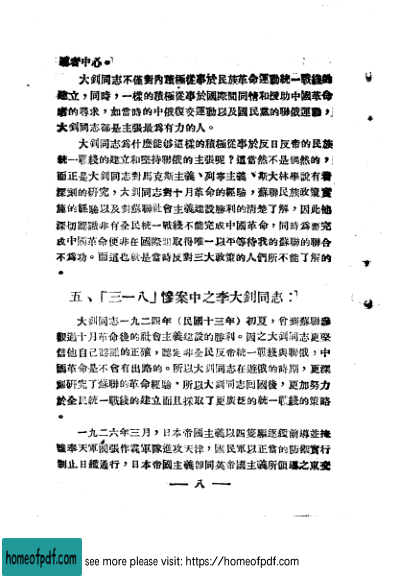 導者中心。」
大釗同志不僅對內積極從事於民族革命運動統一戰綫的
建立，同時，一樣的積極從事於國際間同情和援助中國革命
者的尋求，如當時的中俄復交運動以及國民黨的聯俄運動，
大釗同志都是主張最為有力的人。
大釗同志爲什麽能够這樣的積極從事於反日反帝的民族
統一戰綫的建立和堅持聯俄的主張呢？這當然不是偶然的，
而正是大釗同志對馬克斯主義、列寧主義、斯大林學說有着
深刻的研究，大釗同志對十月革命的經驗，蘇聯民族政策實
施的經驗以及對蘇聯社會主義建設勝利的清楚了解，因此他
深切認識非有全民統一戰綫不能完成中國革命，同時爲要完
成中國革命便非在國際間取得唯一以平等待我的蘇聯的聯合
不爲功。而這也就是當時反對三大政策的人們所不能了解的
。
五、「三一八」慘案中之李大釗同志：
大釗同志一九二四年（民國十三年）初夏，曾到蘇聯參
觀過十月革命後的社會主義建設的勝利。因之大釗同志更堅
信他自己認識的正確，認定非全民反帝統一戰綫與聯俄，中
國革命是不會有出路的。所以大釗同志在遊俄的時期，更深
刻研究了蘇聯的革命經驗，所以大釗同志回國後，更加努力
於全民統一戰綫的建立而且採取了更廣泛的統一戰綫的策略
。
一九二六年三月，日本帝國主義以四隻驅逐艦前導並掩
護奉天軍閥張作霖軍隊進攻天津，國民軍以正當的防禦實行
制止日艦通行，日本帝國主義卽同英帝國主義所領導之東交
— 八 —
homeofpdf.com
see more please visit: https://homeofpdf.com